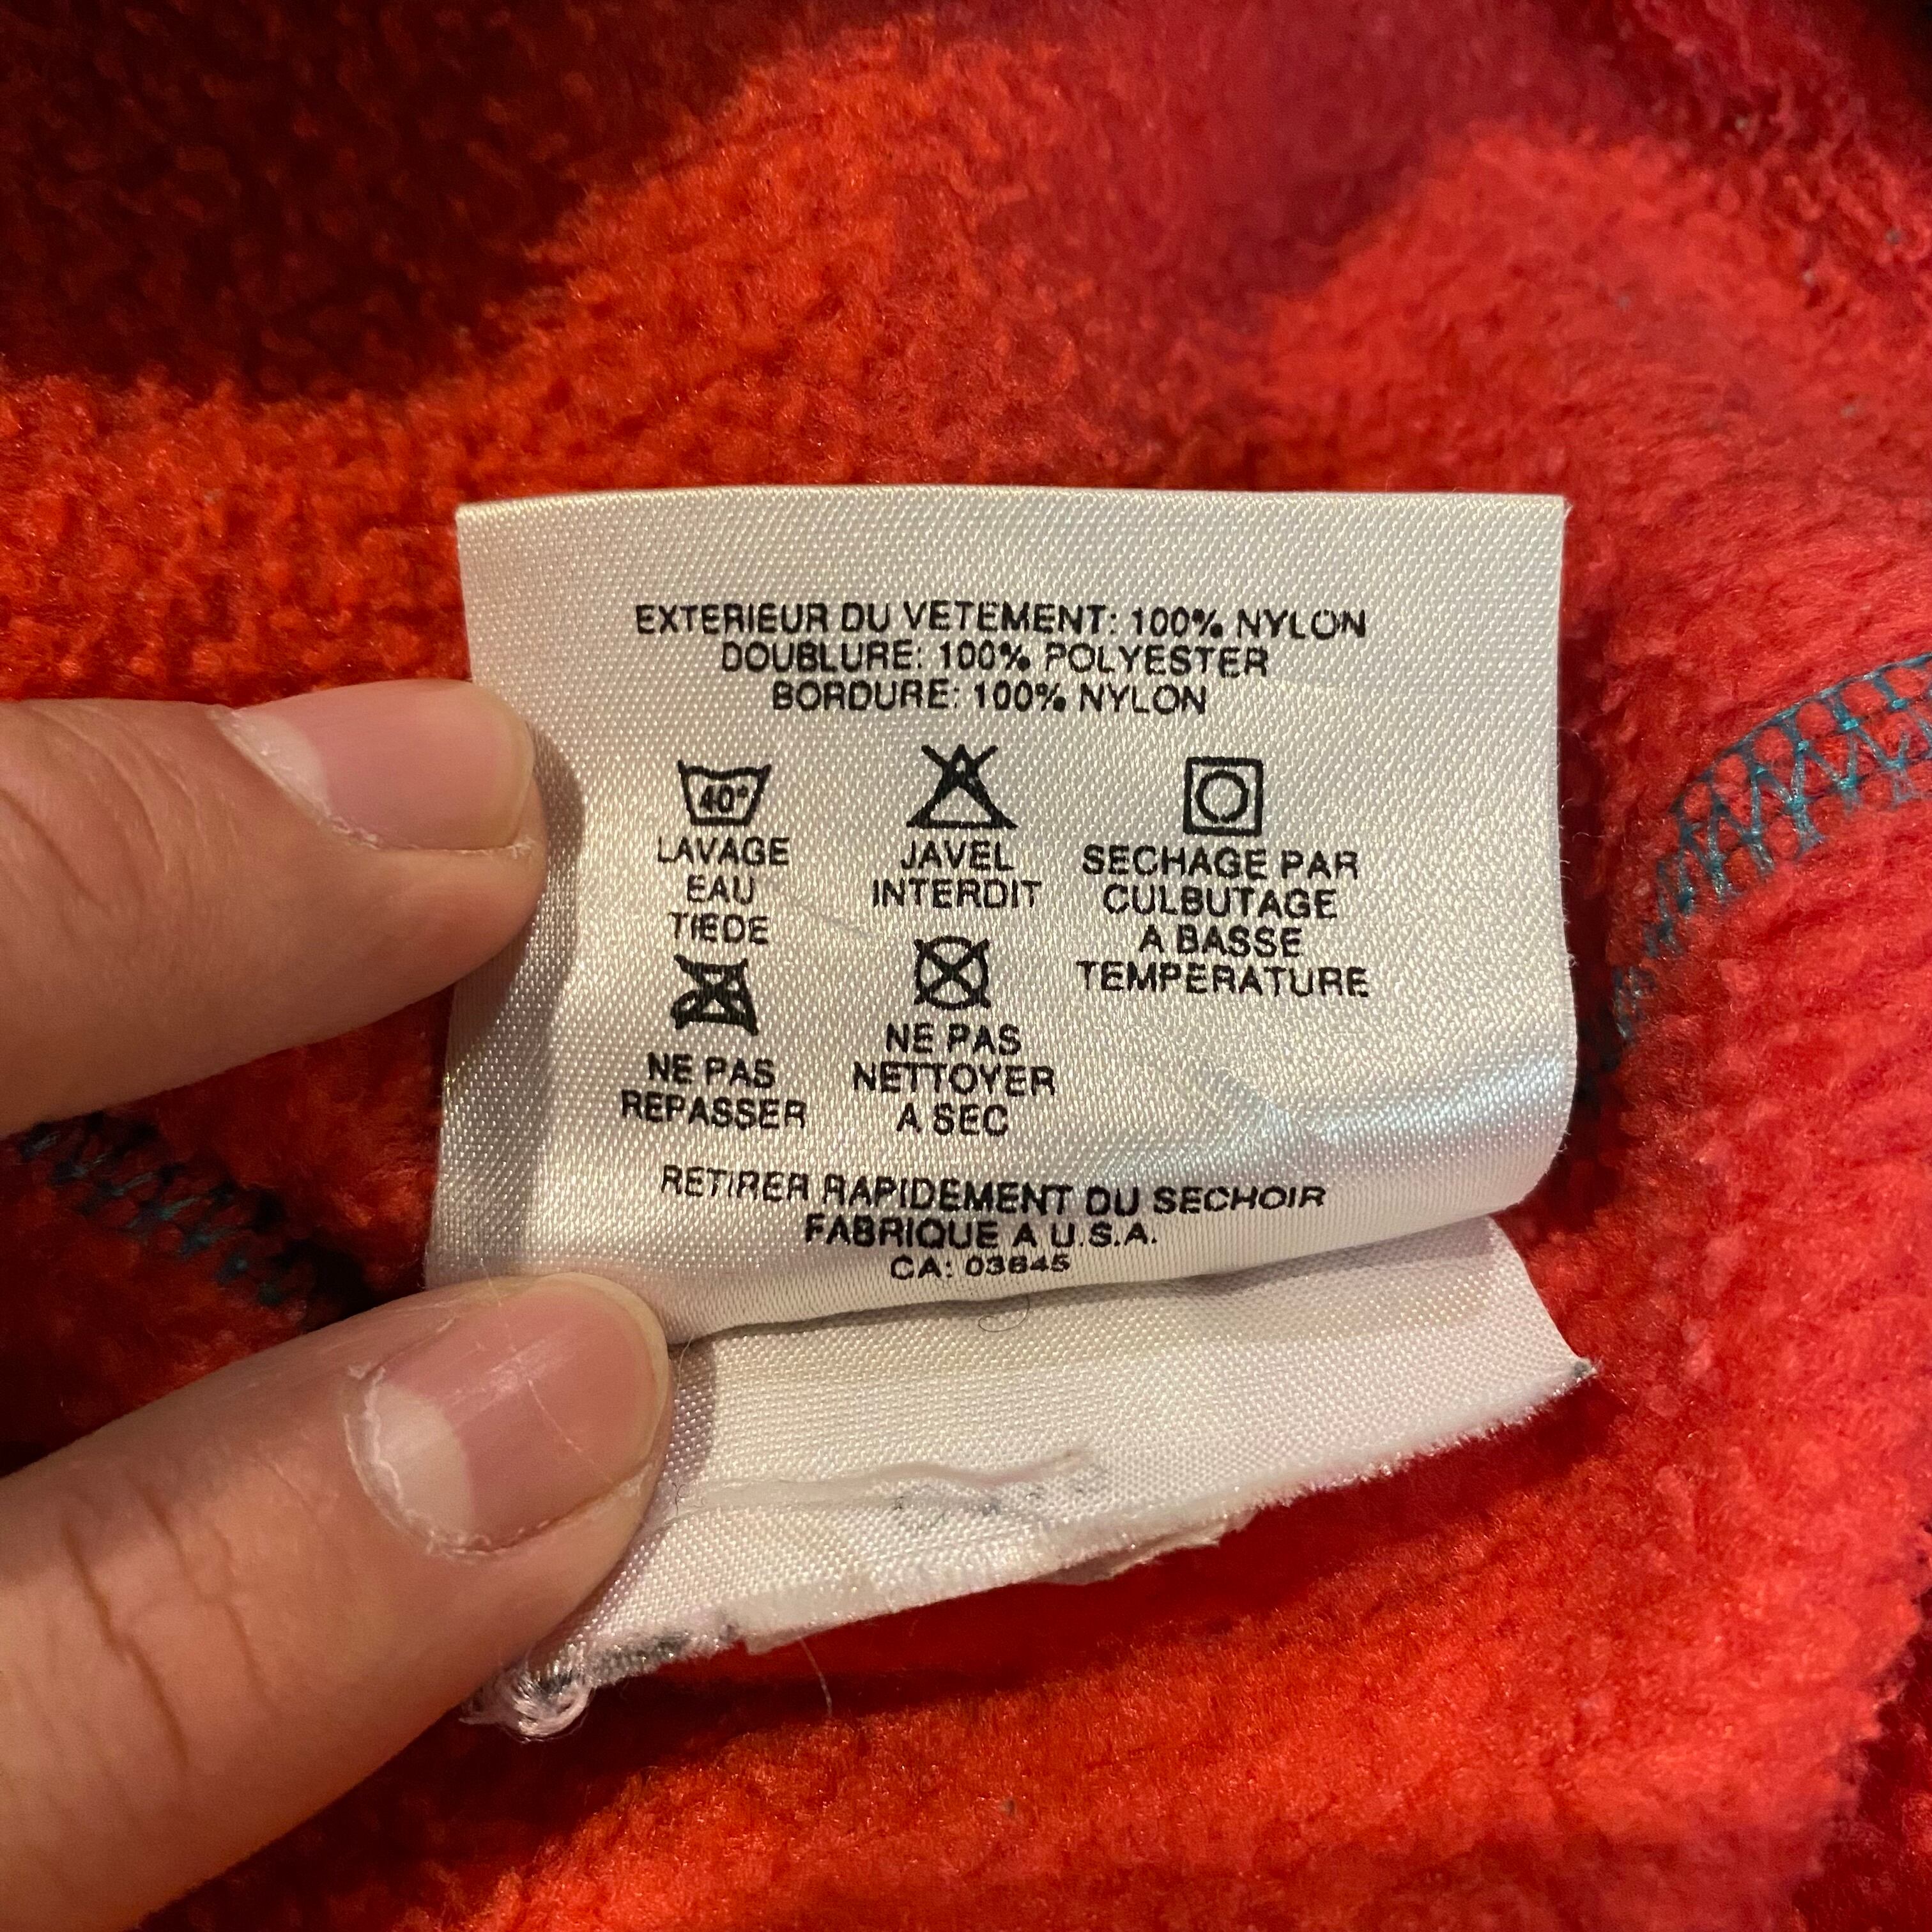 EXTERIEUR DU VETEMENT: 100% NYLON
DOUBLURE: 100% POLYESTER
BORDURE: 100% NYLON
40°
LAVAGE
EAU
TIEDE
JAVEL
INTERDIT
SECHAGE PAR
CULBUTAGE
A BASSE
TEMPERATURE
NE PAS
REPASSER
NE PAS
NETTOYER
A SEC
RETIRER RAPIDEMENT DU SECHOIR
FABRIQUE A U.S.A.
CA: 03645